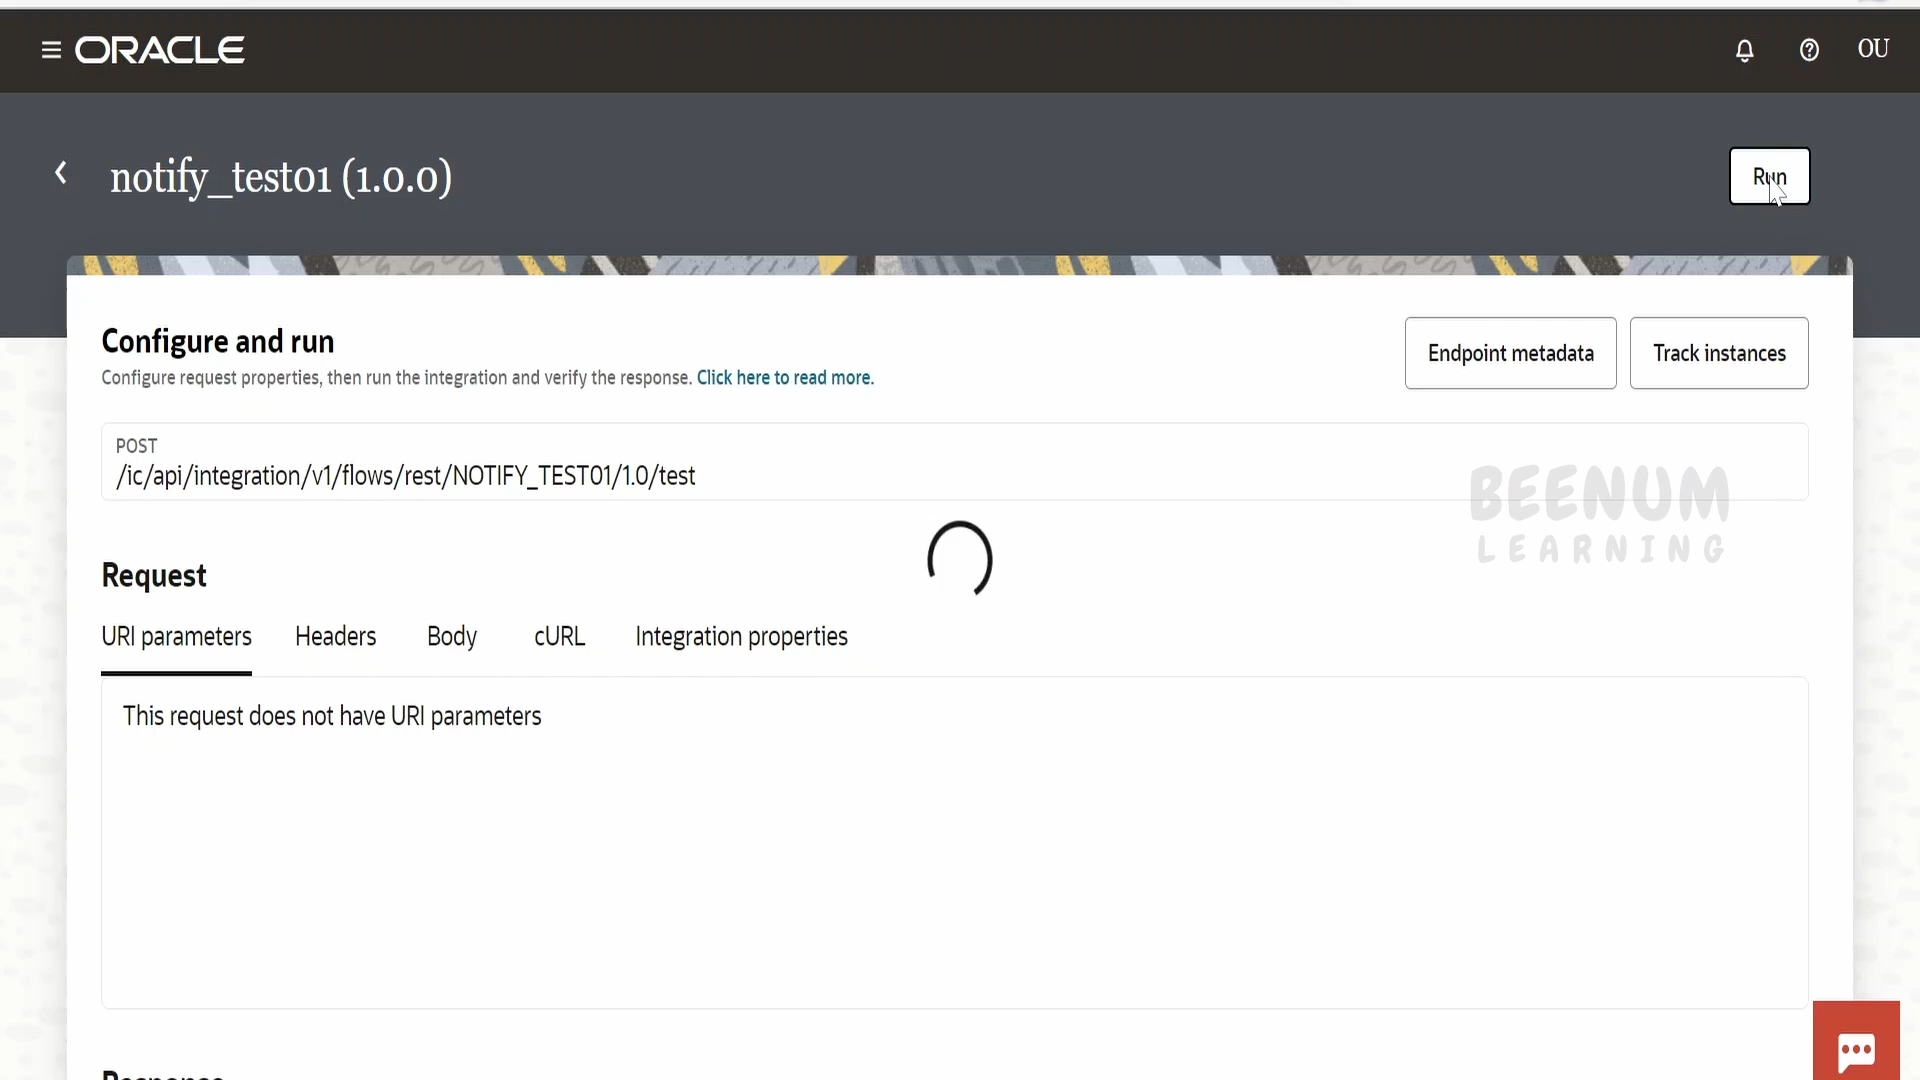 ORACLE
OU
notify_test01 (1.0.0)
Run
Configure and run
Configure request properties, then run the integration and verify the response. Click here to read more.
Endpoint metadata
Track instances
POST
/ic/api/integration/v1/flows/rest/NOTIFY_TEST01/1.0/test
BEENUM
LEARNING
Request
URI parameters
Headers
Body
cURL
Integration properties
This request does not have URI parameters
Response